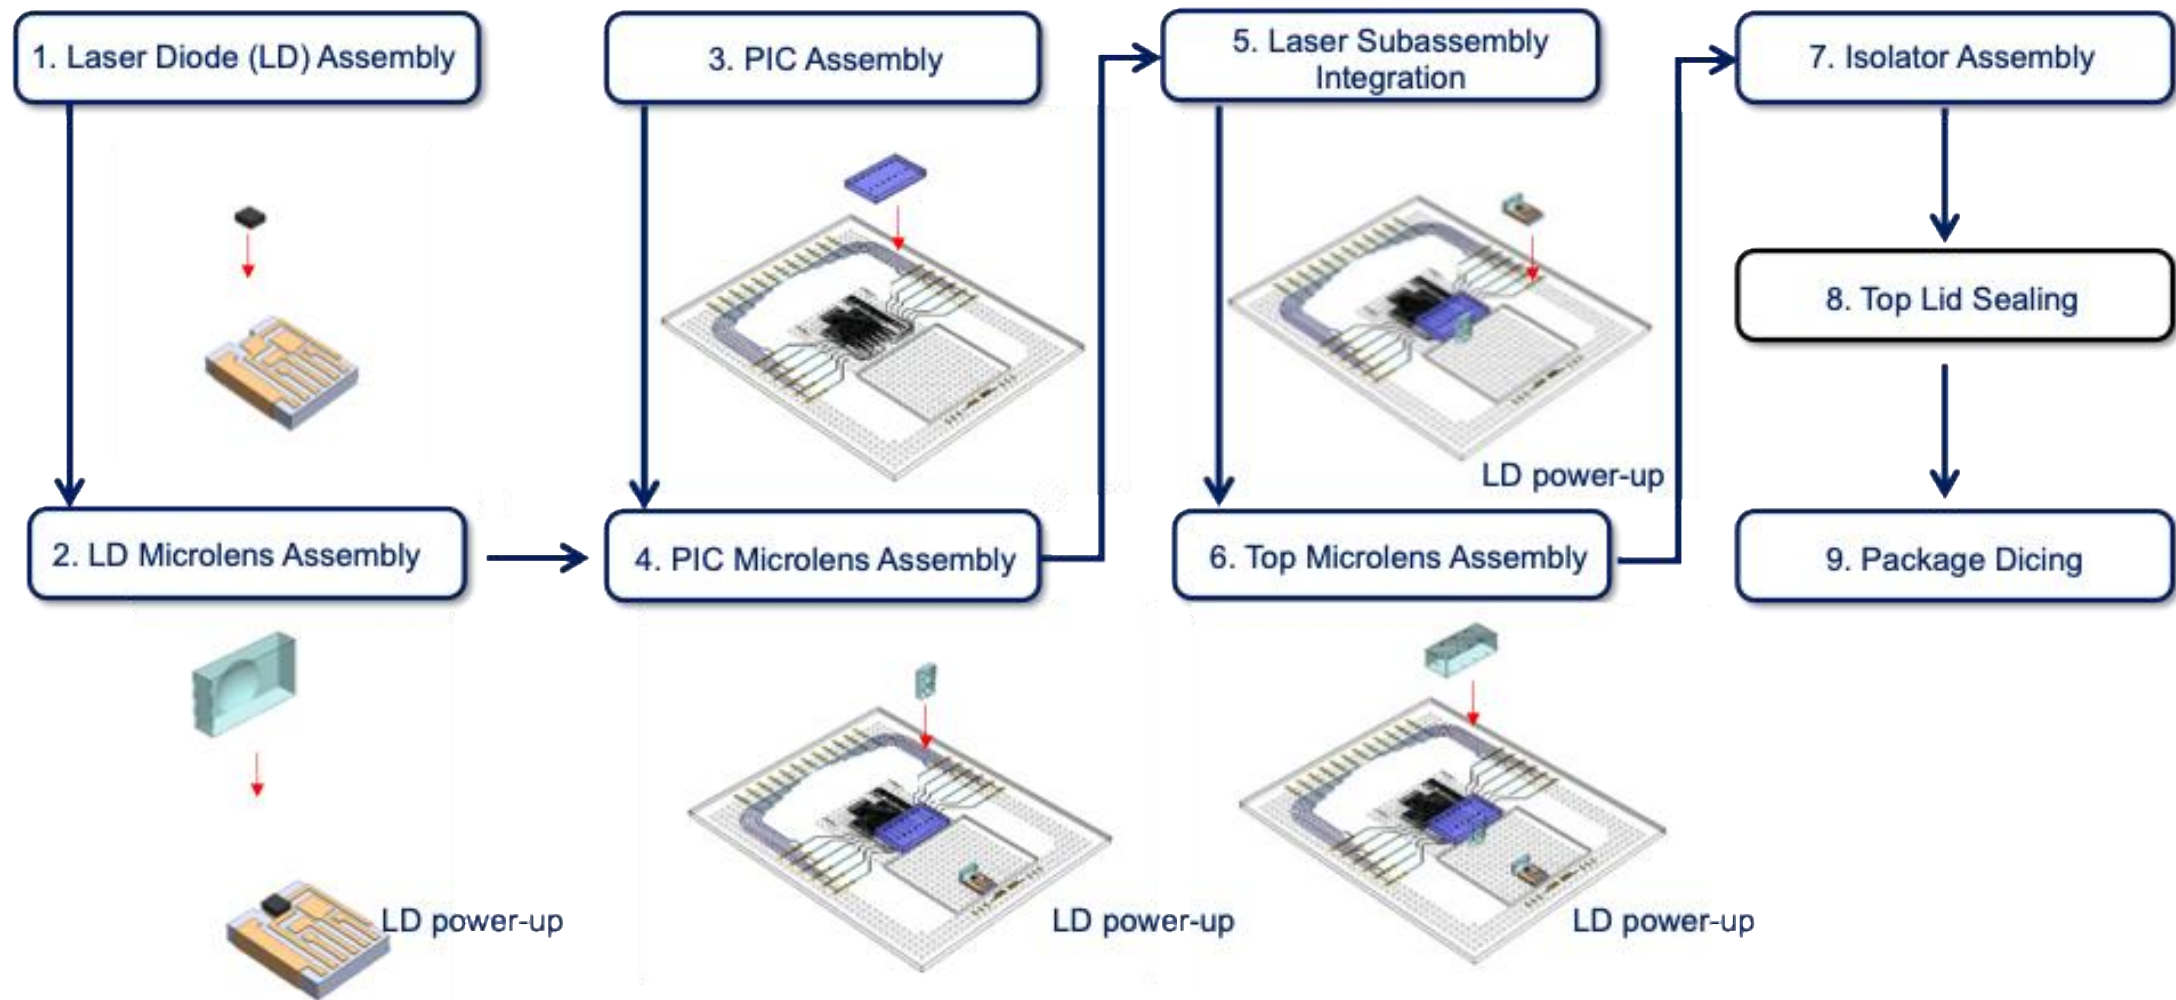 1. Laser Diode (LD) Assembly
3. PIC Assembly
5. Laser Subassembly
Integration
7. Isolator Assembly
8. Top Lid Sealing
LD power-up
2. LD Microlens Assembly
4. PIC Microlens Assembly
6. Top Microlens Assembly
9. Package Dicing
LD power-up
LD power-up
LD power-up